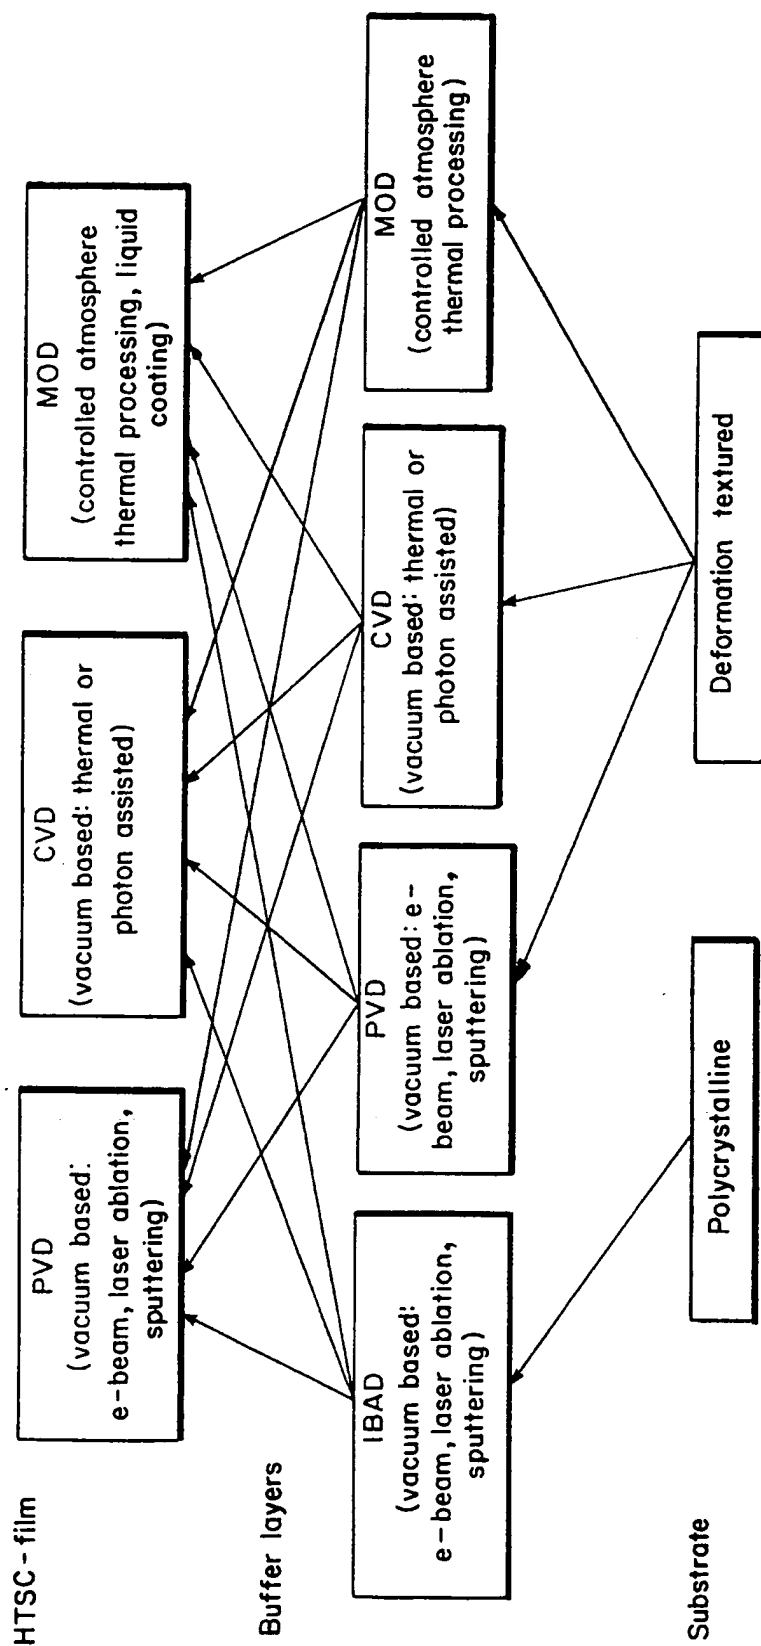 HTSC-film
PVD
(vacuum based:
e-beam, laser ablation,
sputtering)
CVD
(vacuum based: thermal or
photon assisted)
MOD
(controlled atmosphere
thermal processing, liquid
coating)
Buffer layers
IBAD
(vacuum based:
e-beam, laser ablation,
sputtering)
PVD
(vacuum based: e-
beam, laser ablation,
sputtering)
CVD
(vacuum based: thermal or
photon assisted)
MOD
(controlled atmosphere
thermal processing)
Substrate
Polycrystalline
Deformation textured